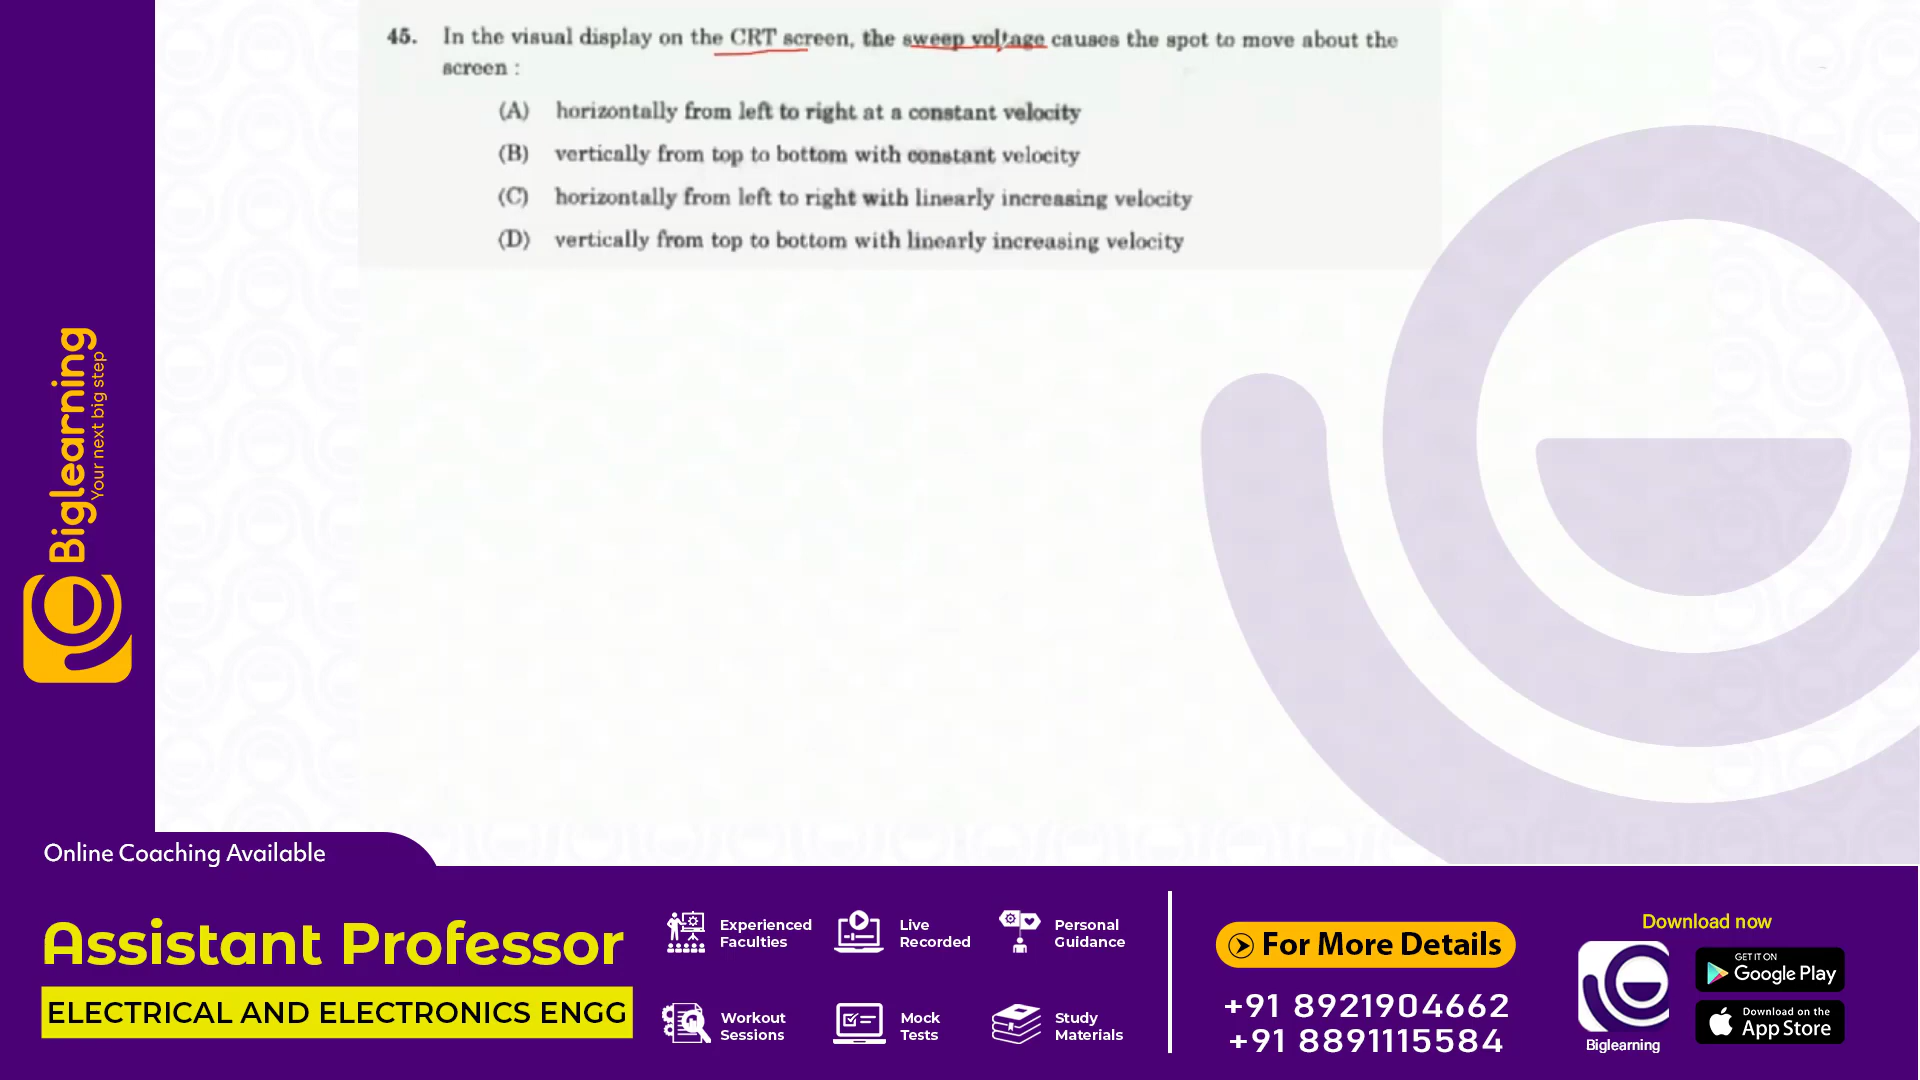 45. In the visual display on the CRT screen, the sweep voltage causes the spot to move about the
screen :
(A) horizontally from left to right at a constant velocity
(B) vertically from top to bottom with constant velocity
(C) horizontally from left to right with linearly increasing velocity
(D) vertically from top to bottom with linearly increasing velocity
Biglearning
Your next big step
Online Coaching Available
Assistant Professor
ELECTRICAL AND ELECTRONICS ENGG
Experienced
Faculties
Live
Recorded
Personal
Guidance
Workout
Sessions
Mock
Tests
Study
Materials
For More Details
+91 8921904662
+91 8891115584
Download now
Biglearning
GET IT ON
Google Play
Download on the
App Store